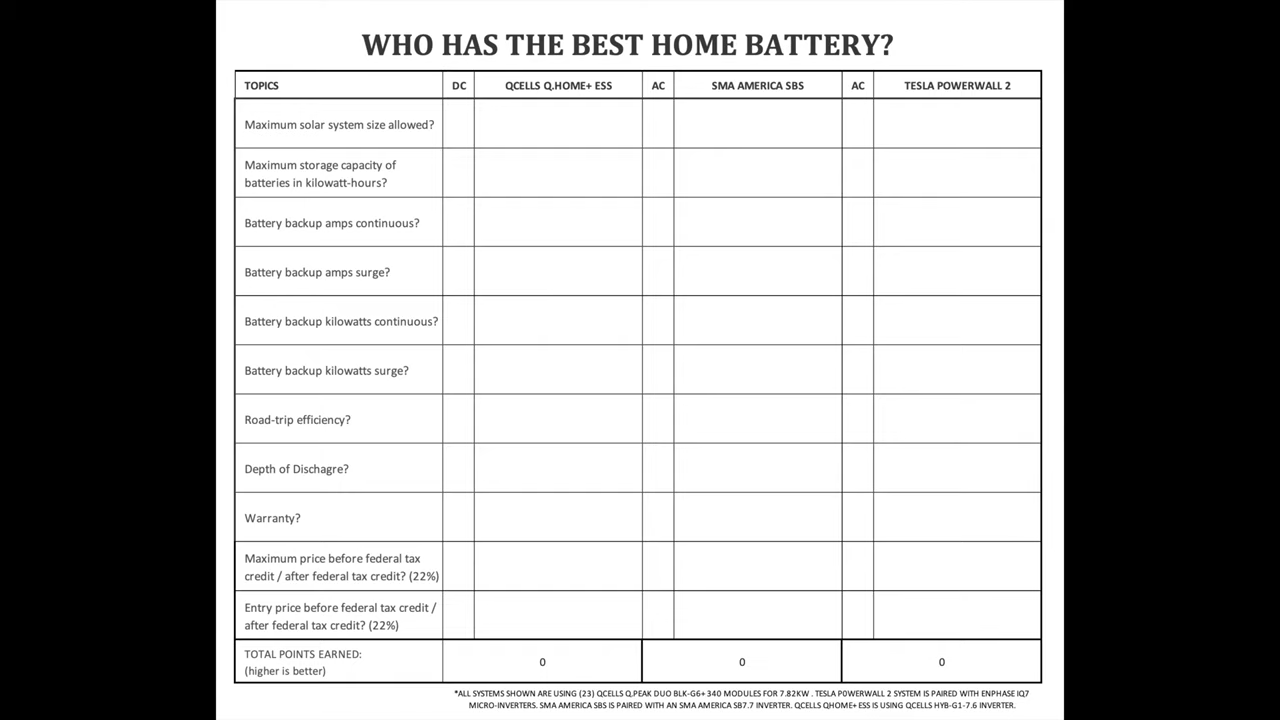 WHO HAS THE BEST HOME BATTERY?
TOPICS DC QCELLS Q.HOME+ ESS AC SMA AMERICA SBS AC TESLA POWERWALL 2
Maximum solar system size allowed?
Maximum storage capacity of
batteries in kilowatt-hours?
Battery backup amps continuous?
Battery backup amps surge?
Battery backup kilowatts continuous?
Battery backup kilowatts surge?
Road-trip efficiency?
Depth of Dischagre?
Warranty?
Maximum price before federal tax
credit / after federal tax credit? (22%)
Entry price before federal tax credit /
after federal tax credit? (22%)
TOTAL POINTS EARNED:
(higher is better)
0 0 0
*ALL SYSTEMS SHOWN ARE USING (23) QCELLS Q.PEAK DUO BLK-G6+ 340 MODULES FOR 7.82KW . TESLA P0WERWALL 2 SYSTEM IS PAIRED WITH ENPHASE IQ7
MICRO-INVERTERS. SMA AMERICA SBS IS PAIRED WITH AN SMA AMERICA SB7.7 INVERTER. QCELLS QHOME+ ESS IS USING QCELLS HYB-G1-7.6 INVERTER.